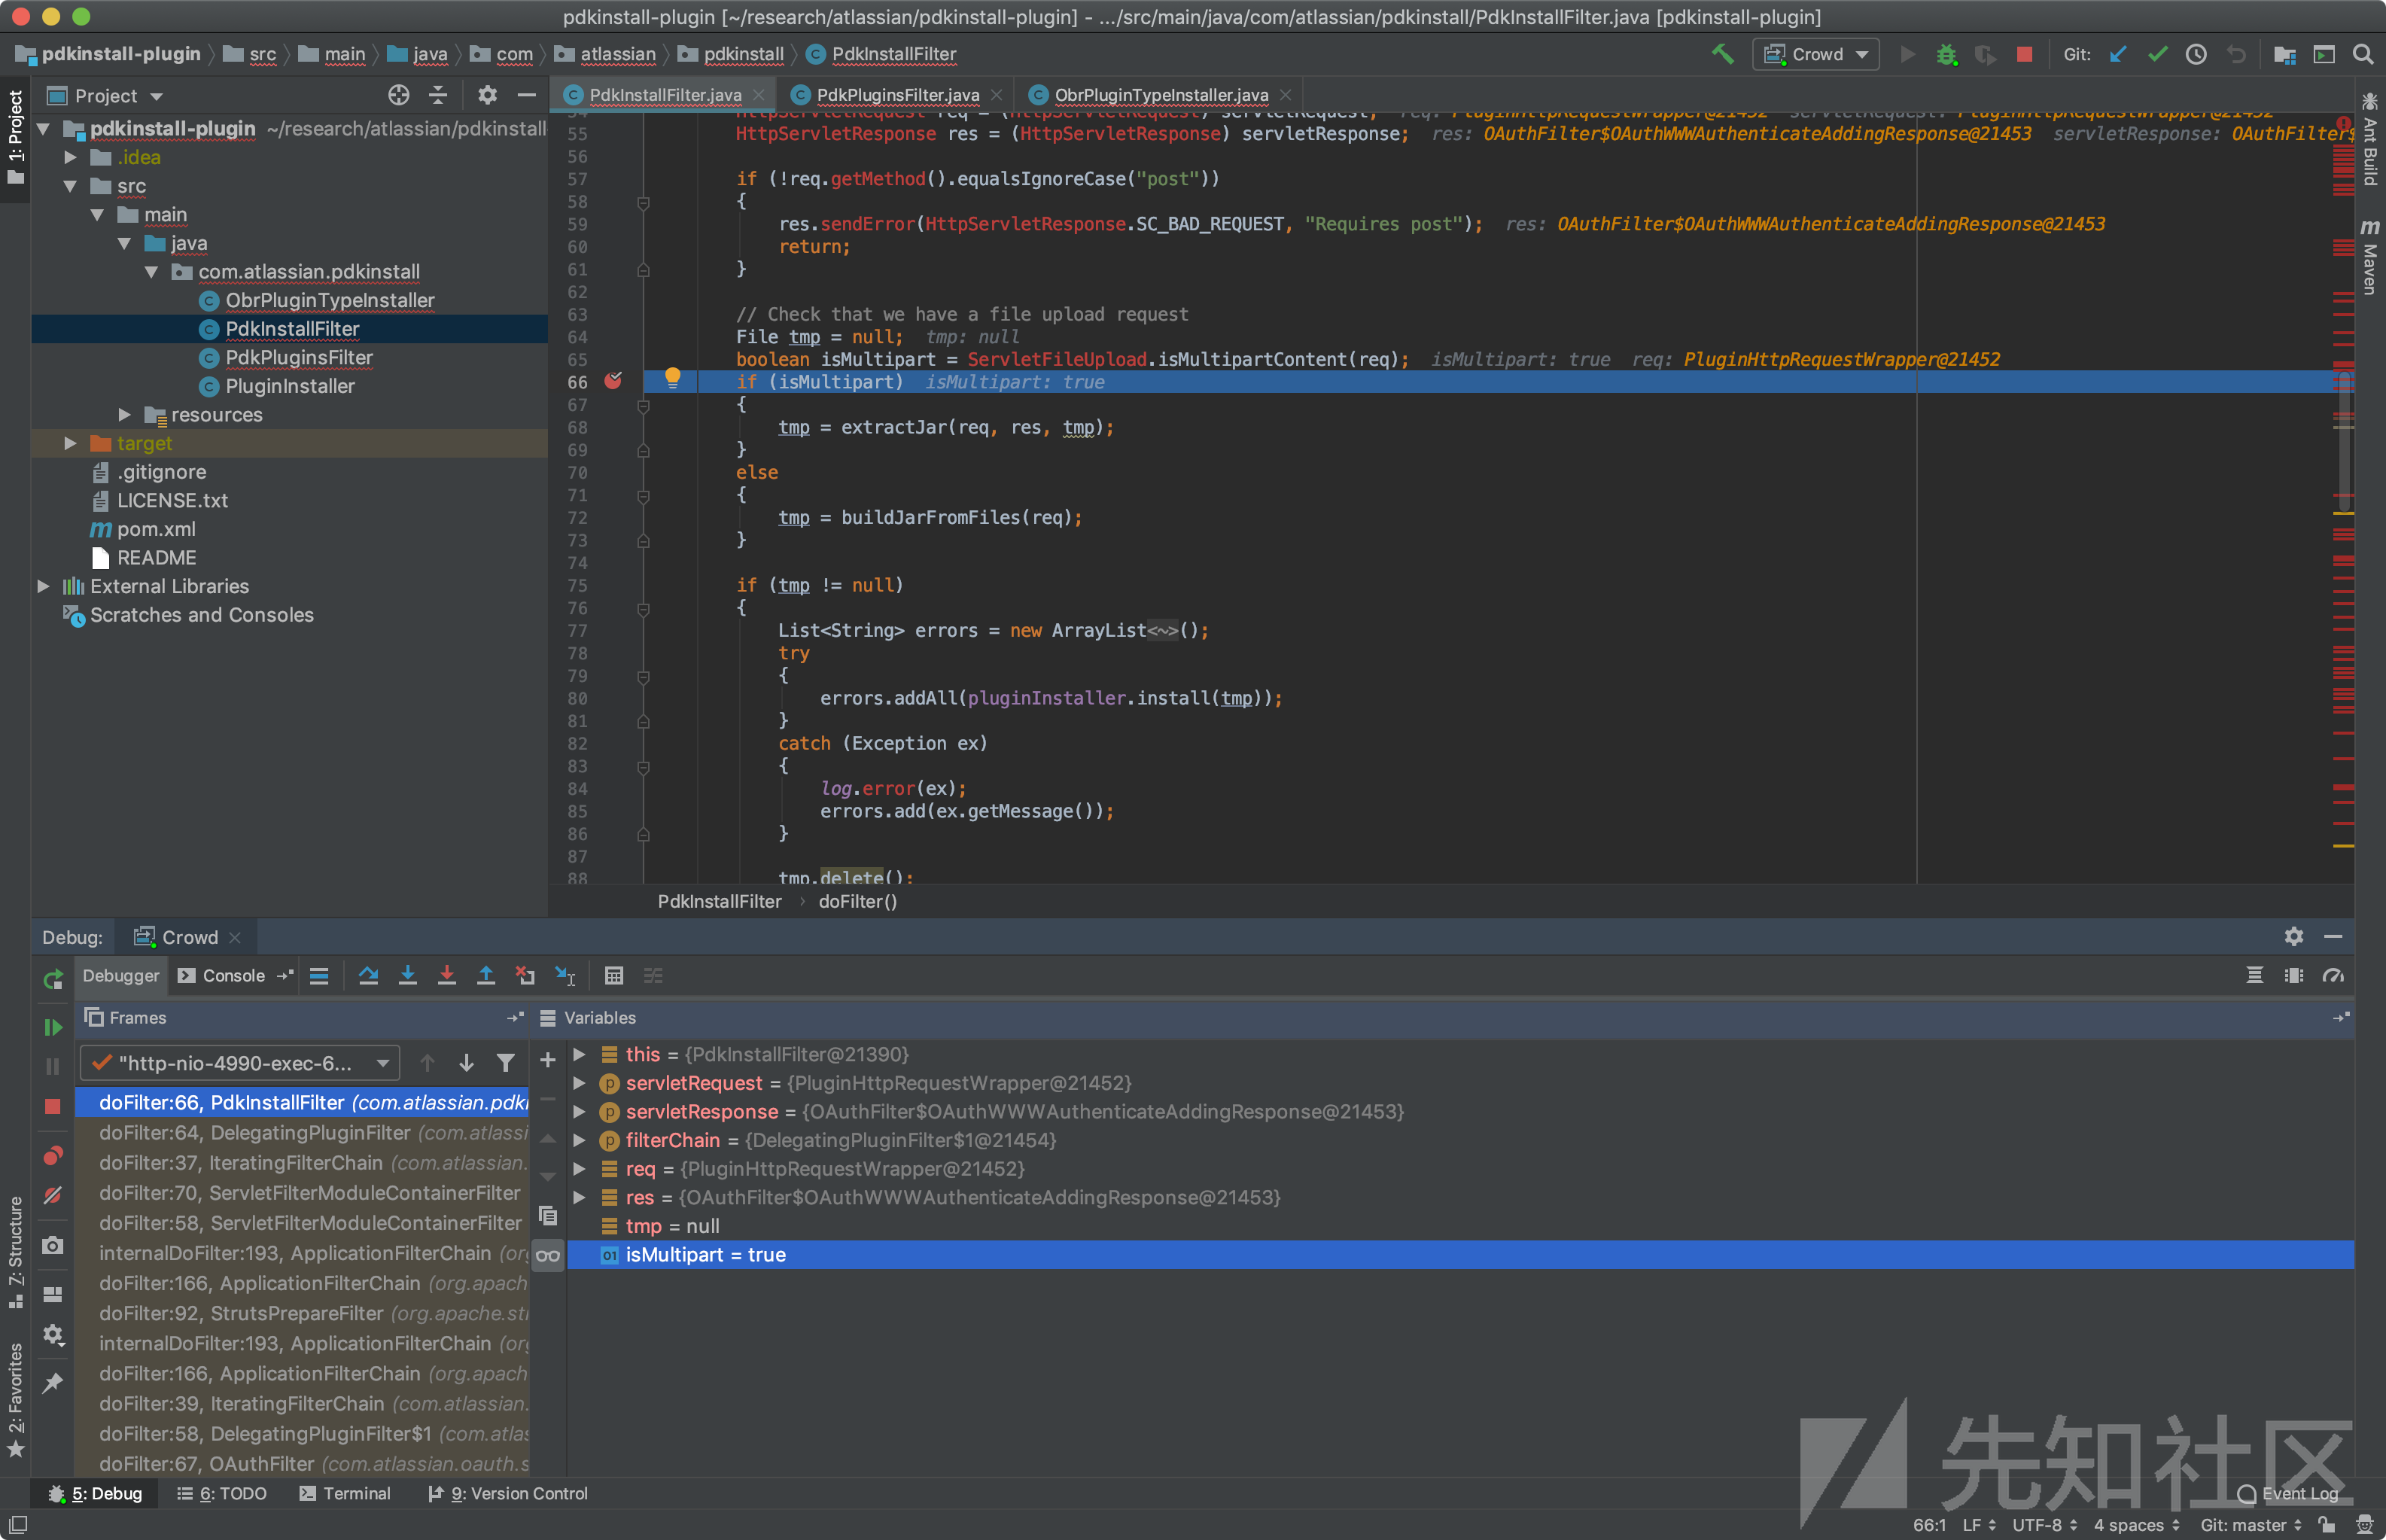 pdkinstall-plugin [~/research/atlassian/pdkinstall-plugin] - .../src/main/java/com/atlassian/pdkinstall/PdkInstallFilter.java [pdkinstall-plugin]
pdkinstall-plugin src main java com atlassian pdkinstall PdkInstallFilter
Crowd
Git:
1: Project
Project
pdkinstall-plugin ~/research/atlassian/pdkinstall
.idea
src
main
java
com.atlassian.pdkinstall
ObrPluginTypeInstaller
PdkInstallFilter
PdkPluginsFilter
PluginInstaller
resources
target
.gitignore
LICENSE.txt
pom.xml
README
External Libraries
Scratches and Consoles
PdkInstallFilter.java PdkPluginsFilter.java ObrPluginTypeInstaller.java
54 HttpServletRequest req = (HttpServletRequest) servletRequest; req: PluginHttpRequestWrapper@21452 servletRequest: PluginHttpRequestWrapper@21452
55 HttpServletResponse res = (HttpServletResponse) servletResponse; res: OAuthFilter$OAuthWWWAuthenticateAddingResponse@21453 servletResponse: OAuthFilter$
56
57 if (!req.getMethod().equalsIgnoreCase("post"))
58 {
59 res.sendError(HttpServletResponse.SC_BAD_REQUEST, "Requires post"); res: OAuthFilter$OAuthWWWAuthenticateAddingResponse@21453
60 return;
61 }
62
63 // Check that we have a file upload request
64 File tmp = null; tmp: null
65 boolean isMultipart = ServletFileUpload.isMultipartContent(req); isMultipart: true req: PluginHttpRequestWrapper@21452
66 if (isMultipart) isMultipart: true
67 {
68 tmp = extractJar(req, res, tmp);
69 }
70 else
71 {
72 tmp = buildJarFromFiles(req);
73 }
74
75 if (tmp != null)
76 {
77 List<String> errors = new ArrayList<~>();
78 try
79 {
80 errors.addAll(pluginInstaller.install(tmp));
81 }
82 catch (Exception ex)
83 {
84 log.error(ex);
85 errors.add(ex.getMessage());
86 }
87
88 tmp.delete();
PdkInstallFilter › doFilter()
Ant Build
Maven
Debug: Crowd
Debugger Console
Frames
Variables
"http-nio-4990-exec-6...
doFilter:66, PdkInstallFilter (com.atlassian.pdki
doFilter:64, DelegatingPluginFilter (com.atlassi
doFilter:37, IteratingFilterChain (com.atlassian.
doFilter:70, ServletFilterModuleContainerFilter
doFilter:58, ServletFilterModuleContainerFilter
internalDoFilter:193, ApplicationFilterChain (org
doFilter:166, ApplicationFilterChain (org.apach
doFilter:92, StrutsPrepareFilter (org.apache.str
internalDoFilter:193, ApplicationFilterChain (org
doFilter:166, ApplicationFilterChain (org.apach
doFilter:39, IteratingFilterChain (com.atlassian.
doFilter:58, DelegatingPluginFilter$1 (com.atlas
doFilter:67, OAuthFilter (com.atlassian.oauth.s
this = {PdkInstallFilter@21390}
servletRequest = {PluginHttpRequestWrapper@21452}
servletResponse = {OAuthFilter$OAuthWWWAuthenticateAddingResponse@21453}
filterChain = {DelegatingPluginFilter$1@21454}
req = {PluginHttpRequestWrapper@21452}
res = {OAuthFilter$OAuthWWWAuthenticateAddingResponse@21453}
tmp = null
isMultipart = true
7: Structure
2: Favorites
先知社区
5: Debug 6: TODO Terminal 9: Version Control Event Log
66:1 LF UTF-8 4 spaces Git: master